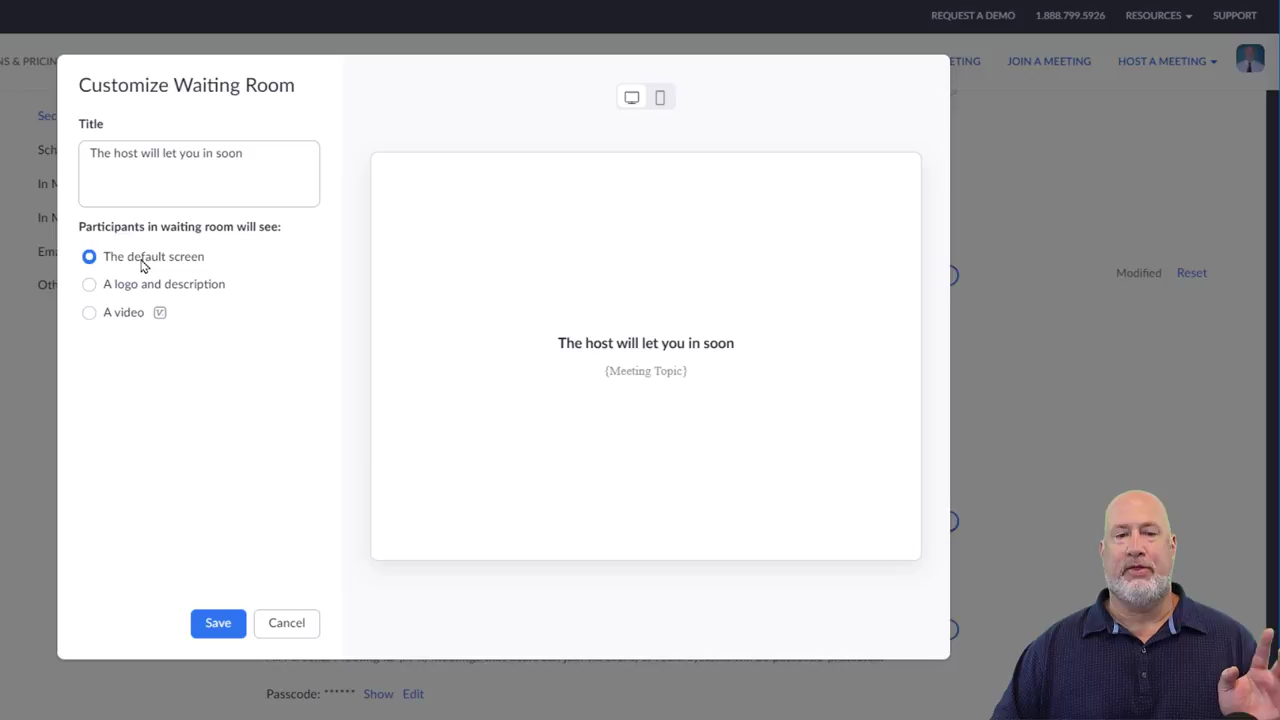 REQUEST A DEMO 1.888.799.5926 RESOURCES SUPPORT
JOIN A MEETING HOST A MEETING
Customize Waiting Room
Title
The host will let you in soon
Participants in waiting room will see:
The default screen
A logo and description
A video
The host will let you in soon
{Meeting Topic}
Save Cancel
Modified Reset
Passcode: ****** Show Edit